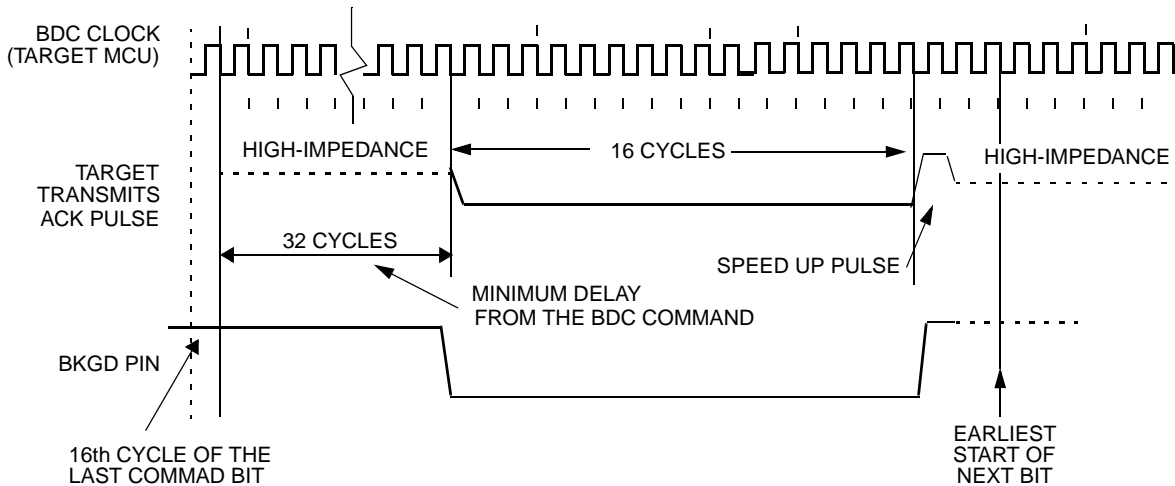 BDC CLOCK
(TARGET MCU)
HIGH-IMPEDANCE
16 CYCLES
HIGH-IMPEDANCE
TARGET
TRANSMITS
ACK PULSE
32 CYCLES
SPEED UP PULSE
MINIMUM DELAY
FROM THE BDC COMMAND
BKGD PIN
16th CYCLE OF THE
LAST COMMAD BIT
EARLIEST
START OF
NEXT BIT